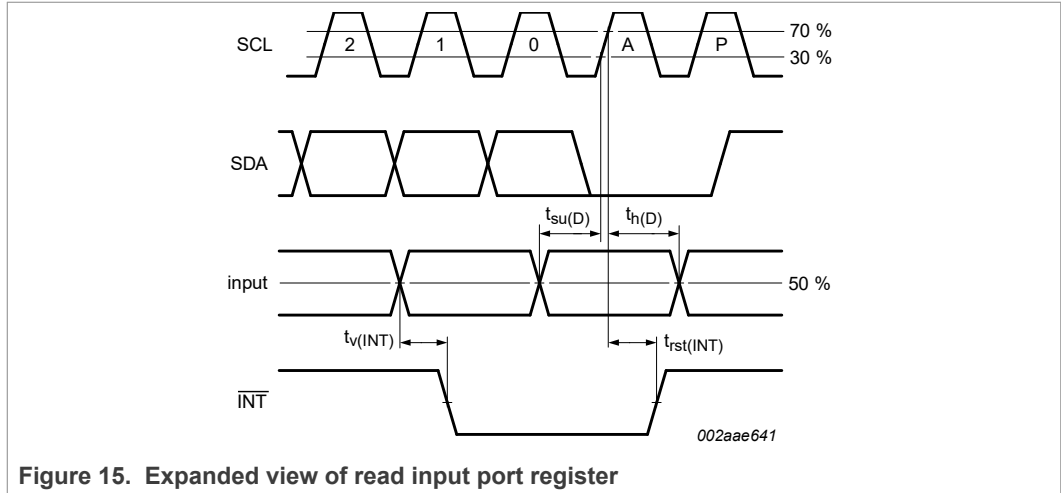 SCL 2 1 0 A P 70 %
30 %
SDA
tsu(D) th(D)
input 50 %
tv(INT) trst(INT)
INT
002aae641
Figure 15. Expanded view of read input port register